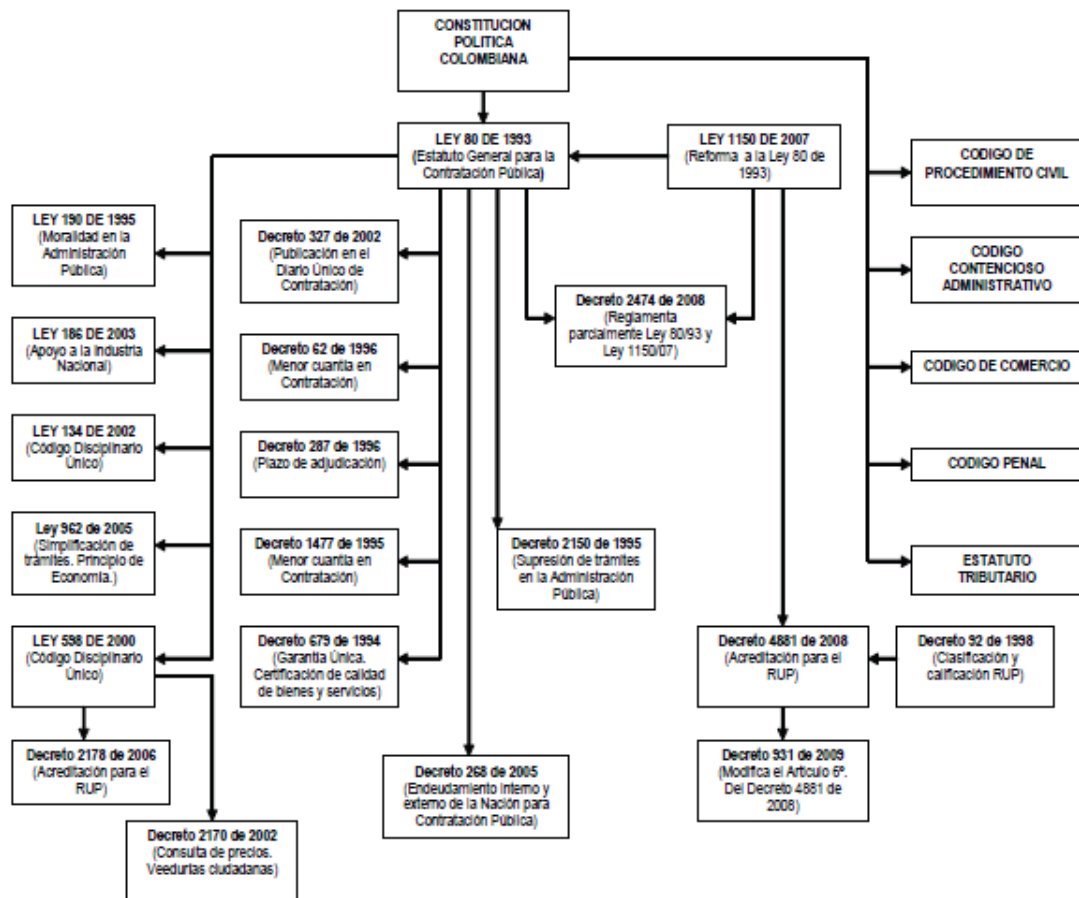 CONSTITUCION
POLITICA
COLOMBIANA
LEY 80 DE 1993
(Estatuto General para la
Contratación Pública)
LEY 1150 DE 2007
(Reforma a la Ley 80 de
1993)
CODIGO DE
PROCEDIMIENTO CIVIL
LEY 190 DE 1995
(Moralidad en la
Administración
Pública)
Decreto 327 de 2002
(Publicación en el
Diario Único de
Contratación)
CODIGO
CONTENCIOSO
ADMINISTRATIVO
Decreto 2474 de 2008
(Reglamenta
parcialmente Ley 80/93 y
Ley 1150/07)
LEY 186 DE 2003
(Apoyo a la Industria
Nacional)
Decreto 62 de 1996
(Menor cuantía en
Contratación)
CODIGO DE COMERCIO
LEY 134 DE 2002
(Código Disciplinario
Único)
Decreto 287 de 1996
(Plazo de adjudicación)
CODIGO PENAL
Ley 962 de 2005
(Simplificación de
trámites. Principio de
Economía.)
Decreto 1477 de 1995
(Menor cuantía en
Contratación)
Decreto 2150 de 1995
(Supresión de trámites
en la Administración
Pública)
ESTATUTO
TRIBUTARIO
LEY 598 DE 2000
(Código Disciplinario
Único)
Decreto 679 de 1994
(Garantía Única.
Certificación de calidad
de bienes y servicios)
Decreto 4881 de 2008
(Acreditación para el
RUP)
Decreto 92 de 1998
(Clasificación y
calificación RUP)
Decreto 2178 de 2006
(Acreditación para el
RUP)
Decreto 268 de 2005
(Endeudamiento Interno y
externo de la Nación para
Contratación Pública)
Decreto 931 de 2009
(Modifica el Artículo 6º.
Del Decreto 4881 de
2008)
Decreto 2170 de 2002
(Consulta de precios.
Veedurías ciudadanas)